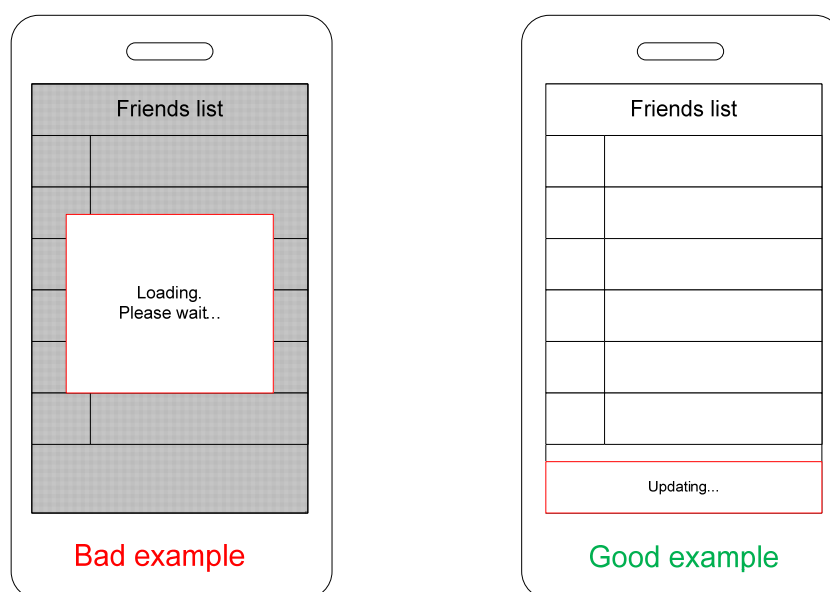 Friends list
Loading.
Please wait...
Bad example
Friends list
Updating...
Good example